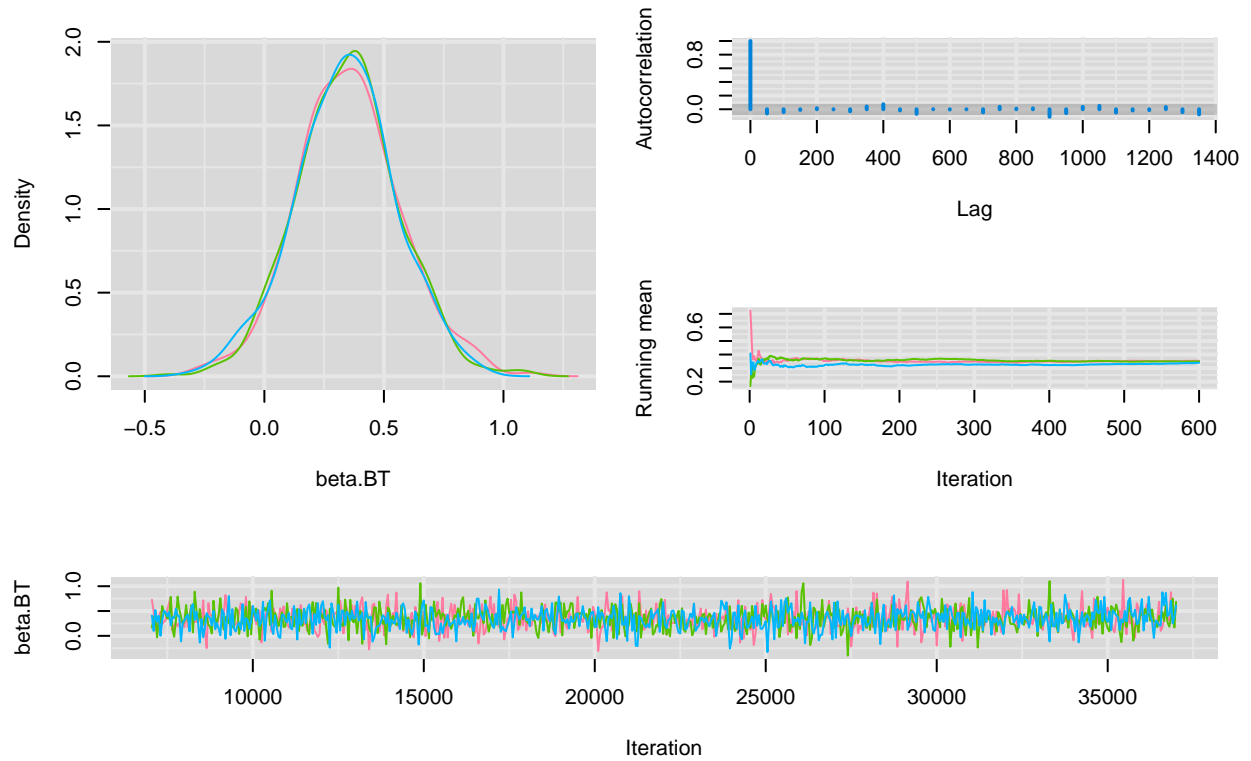 Density
0.0 0.5 1.0 1.5 2.0
−0.5 0.0 0.5 1.0
beta.BT
Autocorrelation
0.0 0.8
0 200 400 600 800 1000 1200 1400
Lag
Running mean
0.2 0.6
0 100 200 300 400 500 600
Iteration
beta.BT
0.0 1.0
10000 15000 20000 25000 30000 35000
Iteration